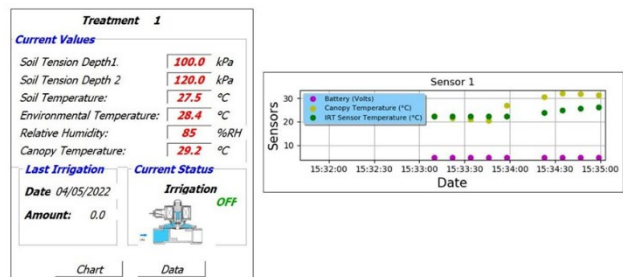 Treatment 1
Current Values
Soil Tension Depth1. 100.0 kPa
Soil Tension Depth 2 120.0 kPa
Soil Temperature: 27.5 ºC
Environmental Temperature: 28.4 ºC
Relative Humidity: 85 %RH
Canopy Temperature: 29.2 ºC
Last Irrigation
Date 04/05/2022
Amount: 0.0
Current Status
Irrigation
OFF
Chart Data
Sensor 1
Battery (Volts)
Canopy Temperature (°C)
IRT Sensor Temperature (°C)
Sensors
30
20
10
15:32:00 15:32:30 15:33:00 15:33:30 15:34:00 15:34:30 15:35:00
Date